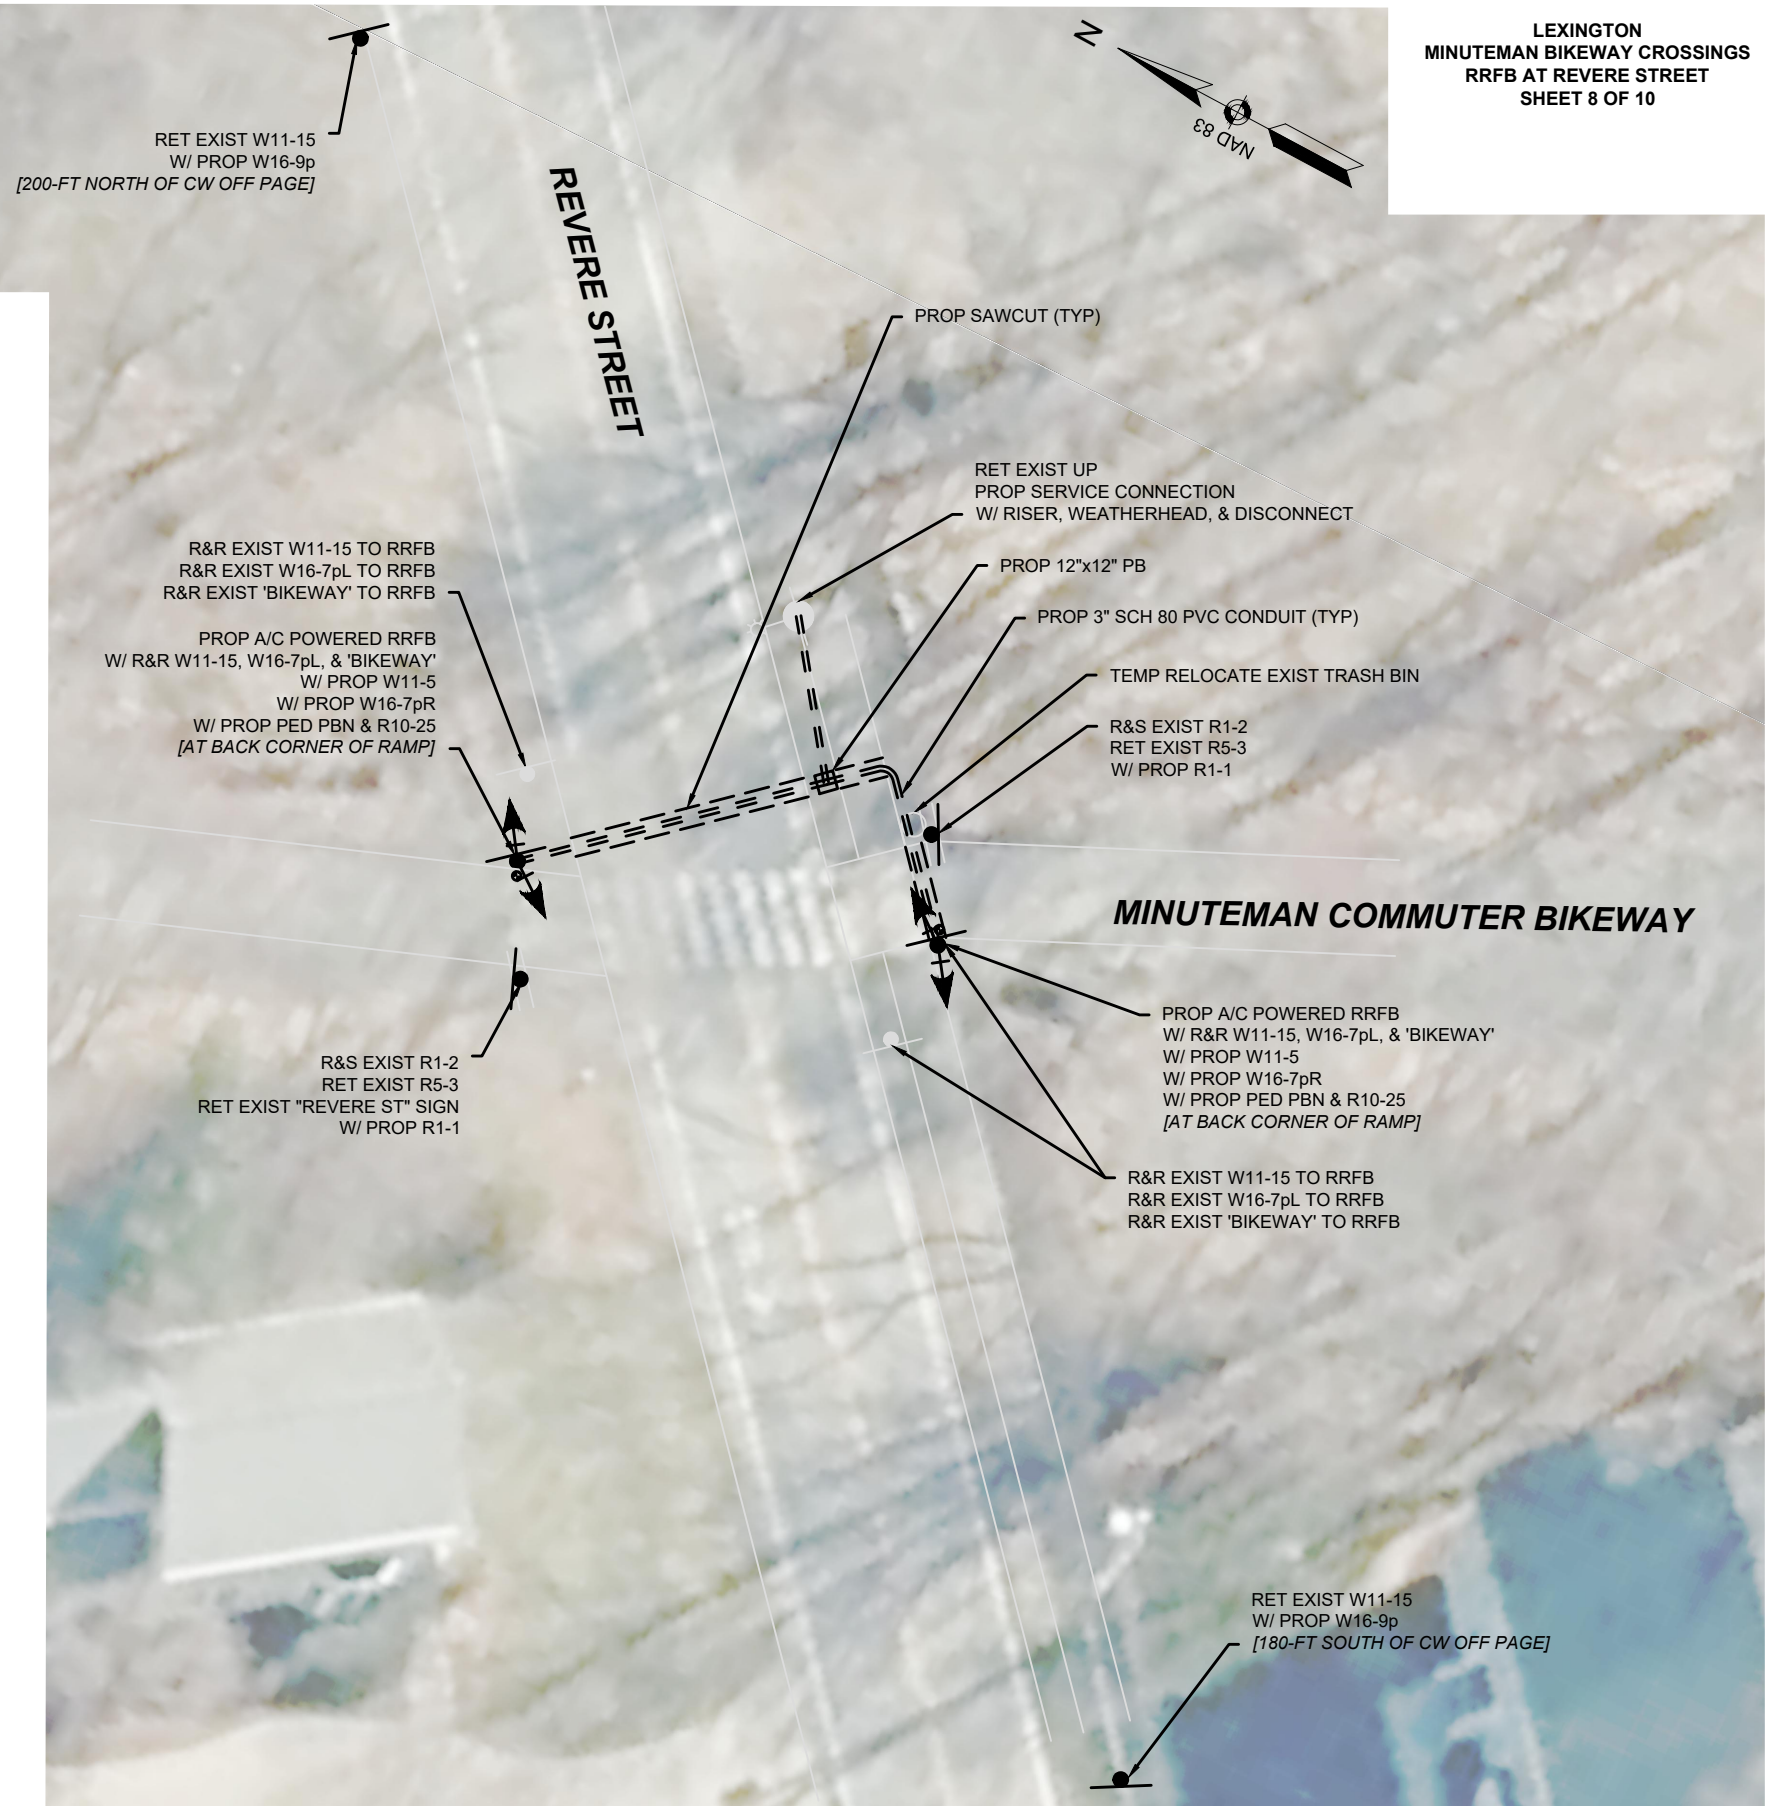 LEXINGTON
MINUTEMAN BIKEWAY CROSSINGS
RRFB AT REVERE STREET
SHEET 8 OF 10
N
NAD 83
RET EXIST W11-15
W/ PROP W16-9p
[200-FT NORTH OF CW OFF PAGE]
REVERE STREET
PROP SAWCUT (TYP)
RET EXIST UP
PROP SERVICE CONNECTION
W/ RISER, WEATHERHEAD, & DISCONNECT
PROP 12"x12" PB
PROP 3" SCH 80 PVC CONDUIT (TYP)
TEMP RELOCATE EXIST TRASH BIN
R&S EXIST R1-2
RET EXIST R5-3
W/ PROP R1-1
R&R EXIST W11-15 TO RRFB
R&R EXIST W16-7pL TO RRFB
R&R EXIST 'BIKEWAY' TO RRFB
PROP A/C POWERED RRFB
W/ R&R W11-15, W16-7pL, & 'BIKEWAY'
W/ PROP W11-5
W/ PROP W16-7pR
W/ PROP PED PBN & R10-25
[AT BACK CORNER OF RAMP]
MINUTEMAN COMMUTER BIKEWAY
R&S EXIST R1-2
RET EXIST R5-3
RET EXIST "REVERE ST" SIGN
W/ PROP R1-1
PROP A/C POWERED RRFB
W/ R&R W11-15, W16-7pL, & 'BIKEWAY'
W/ PROP W11-5
W/ PROP W16-7pR
W/ PROP PED PBN & R10-25
[AT BACK CORNER OF RAMP]
R&R EXIST W11-15 TO RRFB
R&R EXIST W16-7pL TO RRFB
R&R EXIST 'BIKEWAY' TO RRFB
RET EXIST W11-15
W/ PROP W16-9p
[180-FT SOUTH OF CW OFF PAGE]